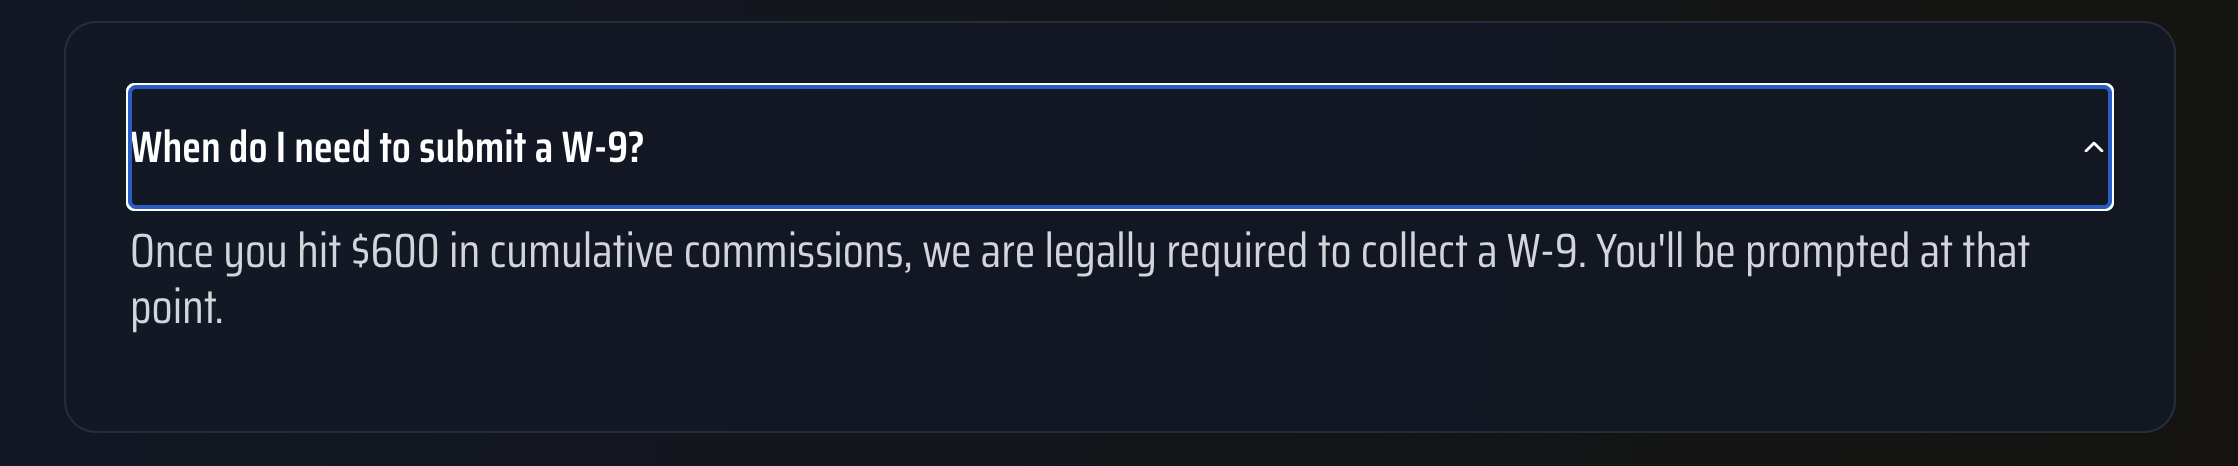 When do I need to submit a W-9?
Once you hit $600 in cumulative commissions, we are legally required to collect a W-9. You'll be prompted at that
point.